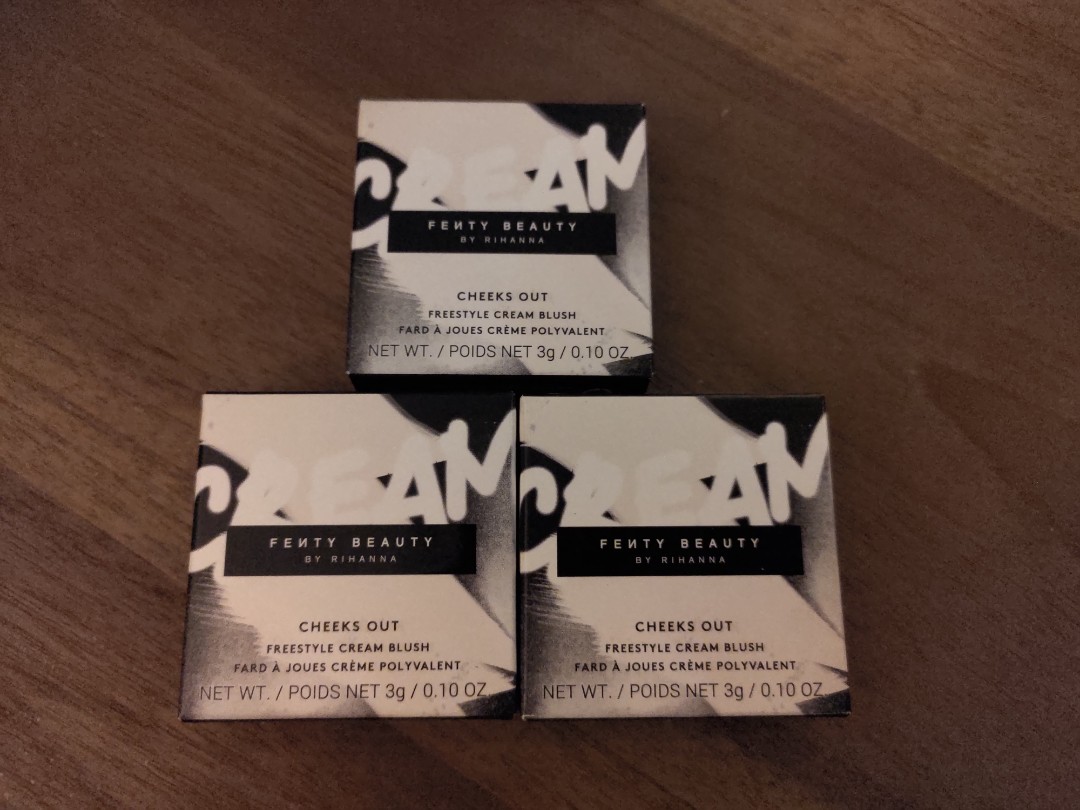 CREAM
FEИTY BEAUTY
BY RIHANNA
CHEEKS OUT
FREESTYLE CREAM BLUSH
FARD À JOUES CRÈME POLYVALENT
NET WT. / POIDS NET 3g / 0.10 OZ.
CREAM
FEИTY BEAUTY
BY RIHANNA
CHEEKS OUT
FREESTYLE CREAM BLUSH
FARD À JOUES CRÈME POLYVALENT
NET WT. / POIDS NET 3g / 0.10 OZ.
CREAM
FEИTY BEAUTY
BY RIHANNA
CHEEKS OUT
FREESTYLE CREAM BLUSH
FARD À JOUES CRÈME POLYVALENT
NET WT. / POIDS NET 3g / 0.10 OZ.